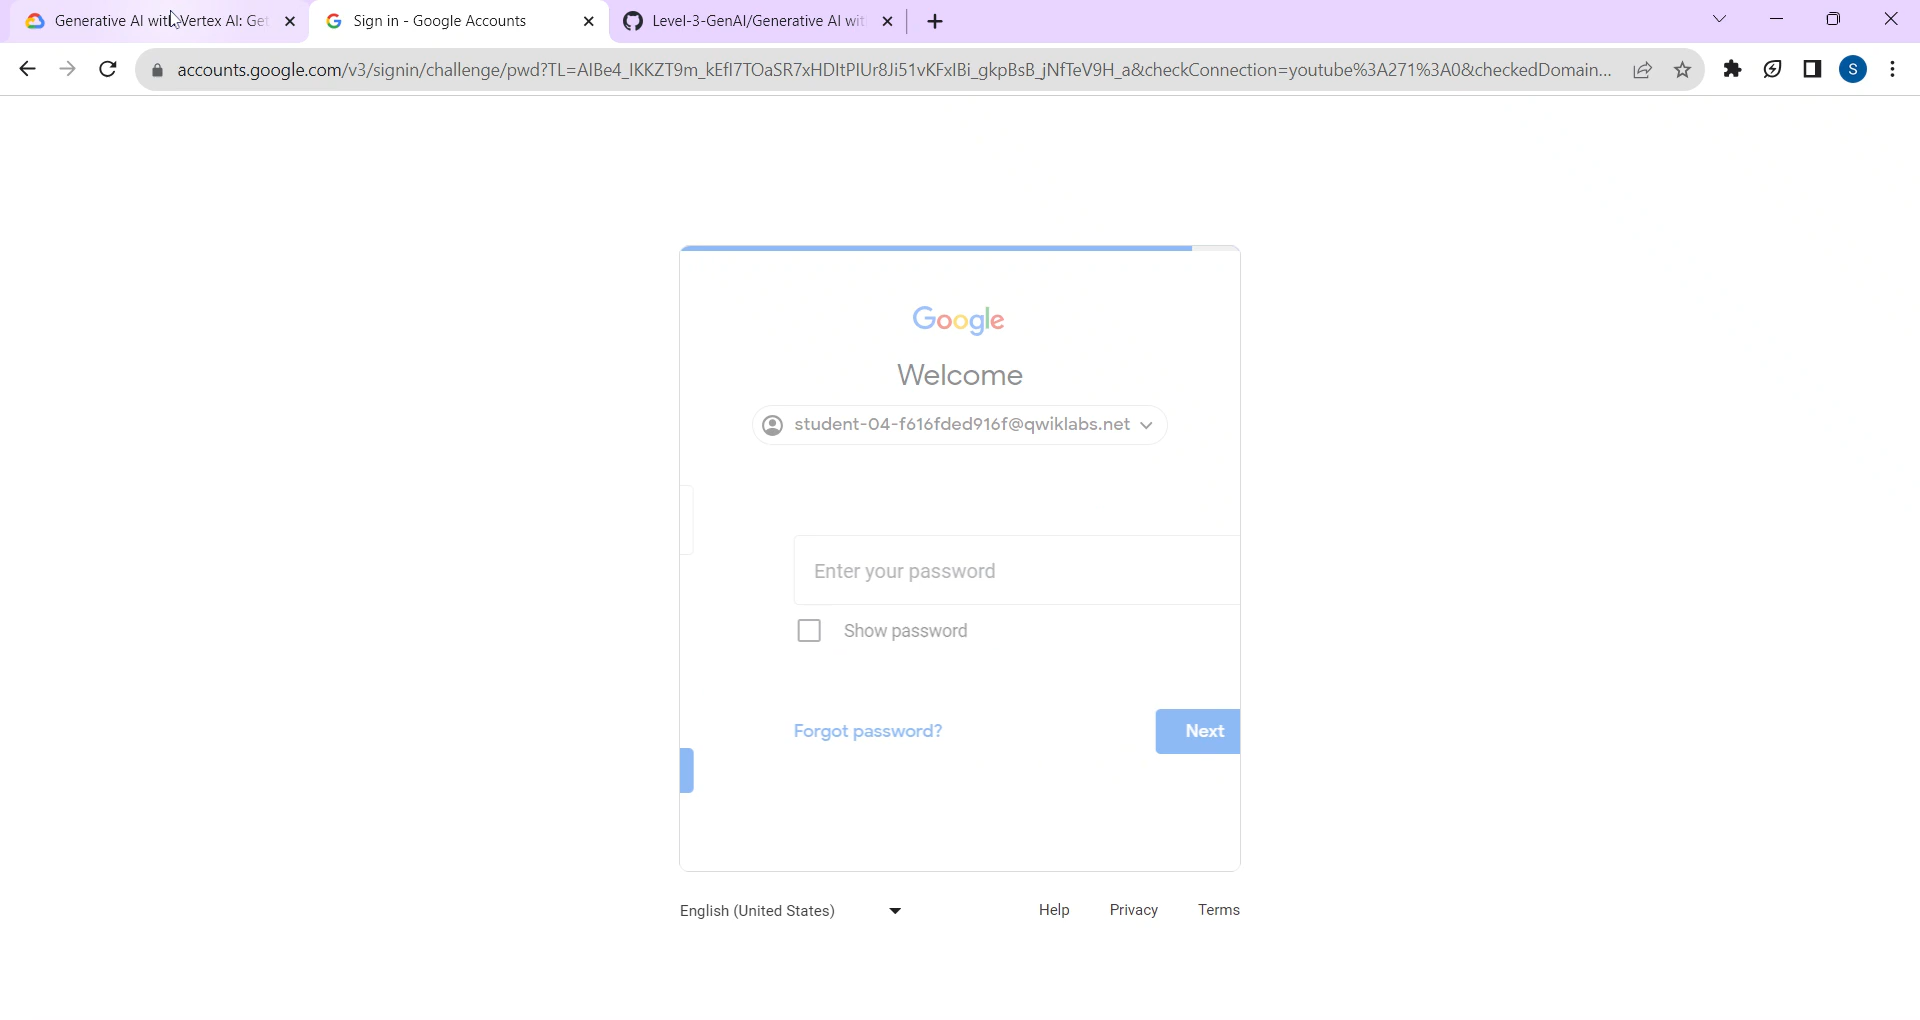 Generative AI with Vertex AI: Get
Sign in - Google Accounts
Level-3-GenAI/Generative AI wit
accounts.google.com/v3/signin/challenge/pwd?TL=AIBe4_IKKZT9m_kEfI7TOaSR7xHDItPIUr8Ji51vKFxIBi_gkpBsB_jNfTeV9H_a&checkConnection=youtube%3A271%3A0&checkedDomain...
S
Google
Welcome
student-04-f616fded916f@qwiklabs.net
Enter your password
Show password
Forgot password?
Next
English (United States)
Help
Privacy
Terms